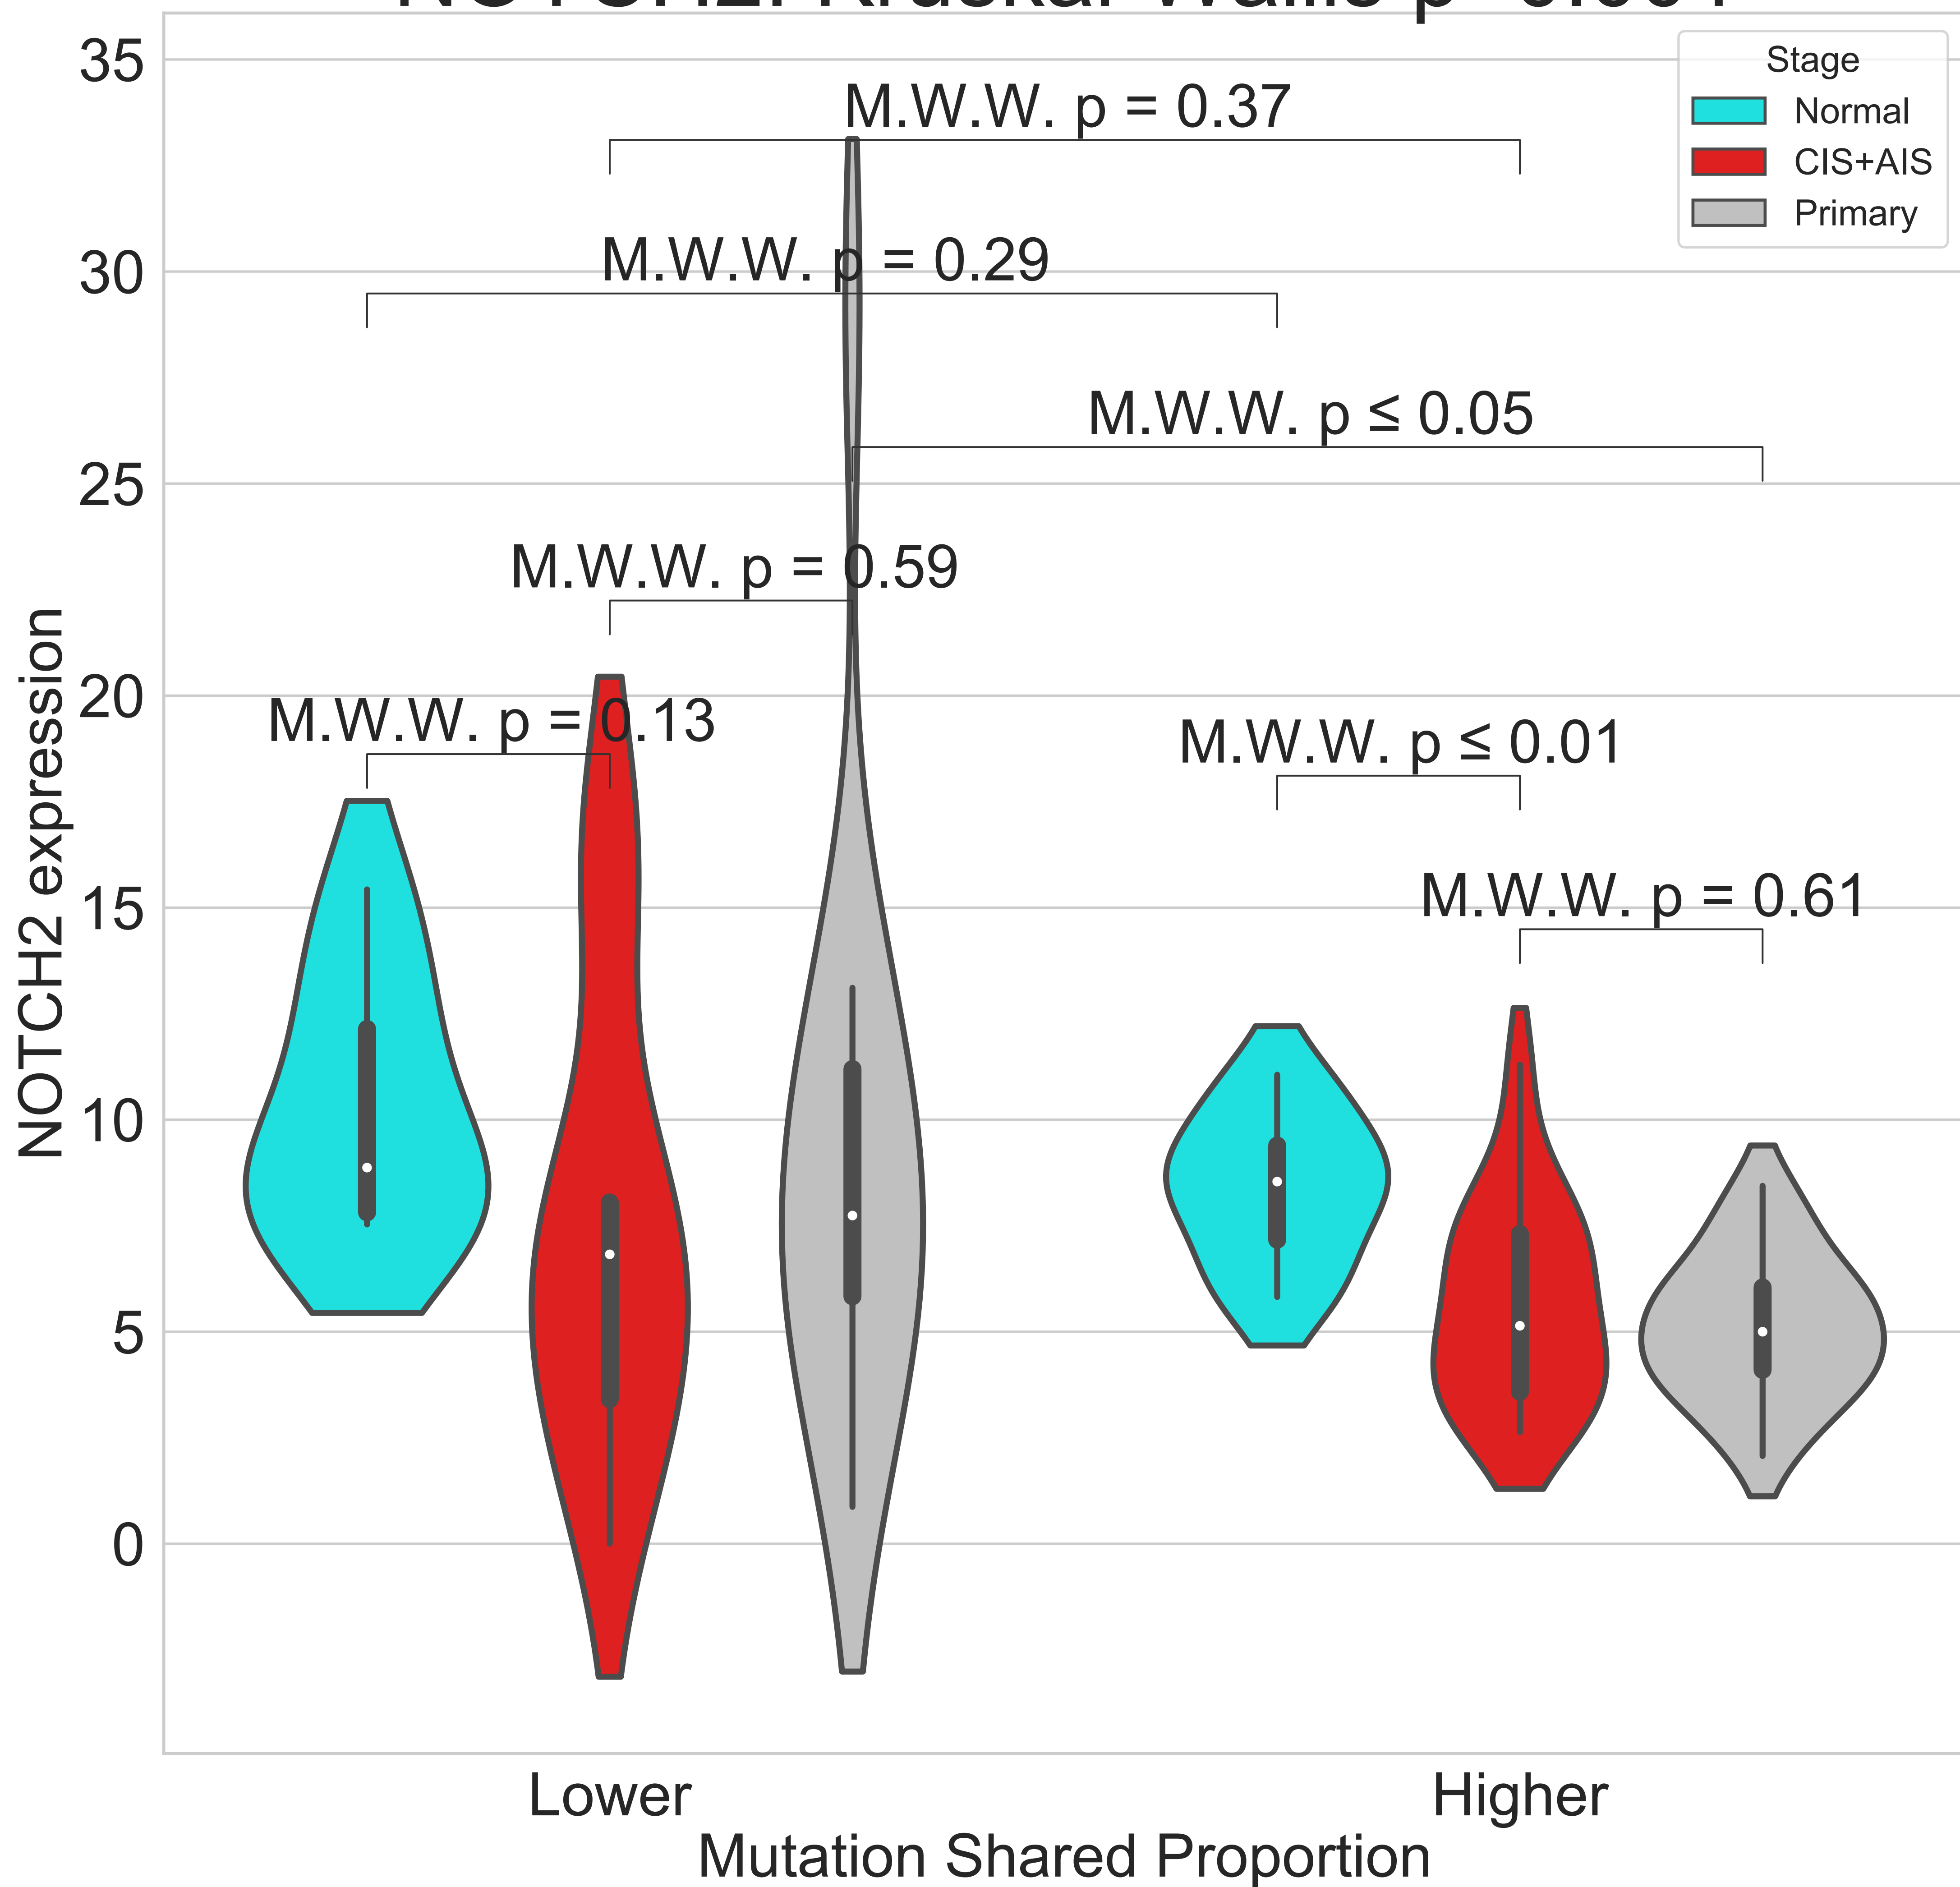 35
Stage
Normal
CIS+AIS
Primary
M.W.W. p = 0.37
30
M.W.W. p = 0.29
25
M.W.W. p ≤ 0.05
M.W.W. p = 0.59
20
M.W.W. p = 0.13
M.W.W. p ≤ 0.01
15
M.W.W. p = 0.61
10
5
0
NOTCH2 expression
Lower
Higher
Mutation Shared Proportion